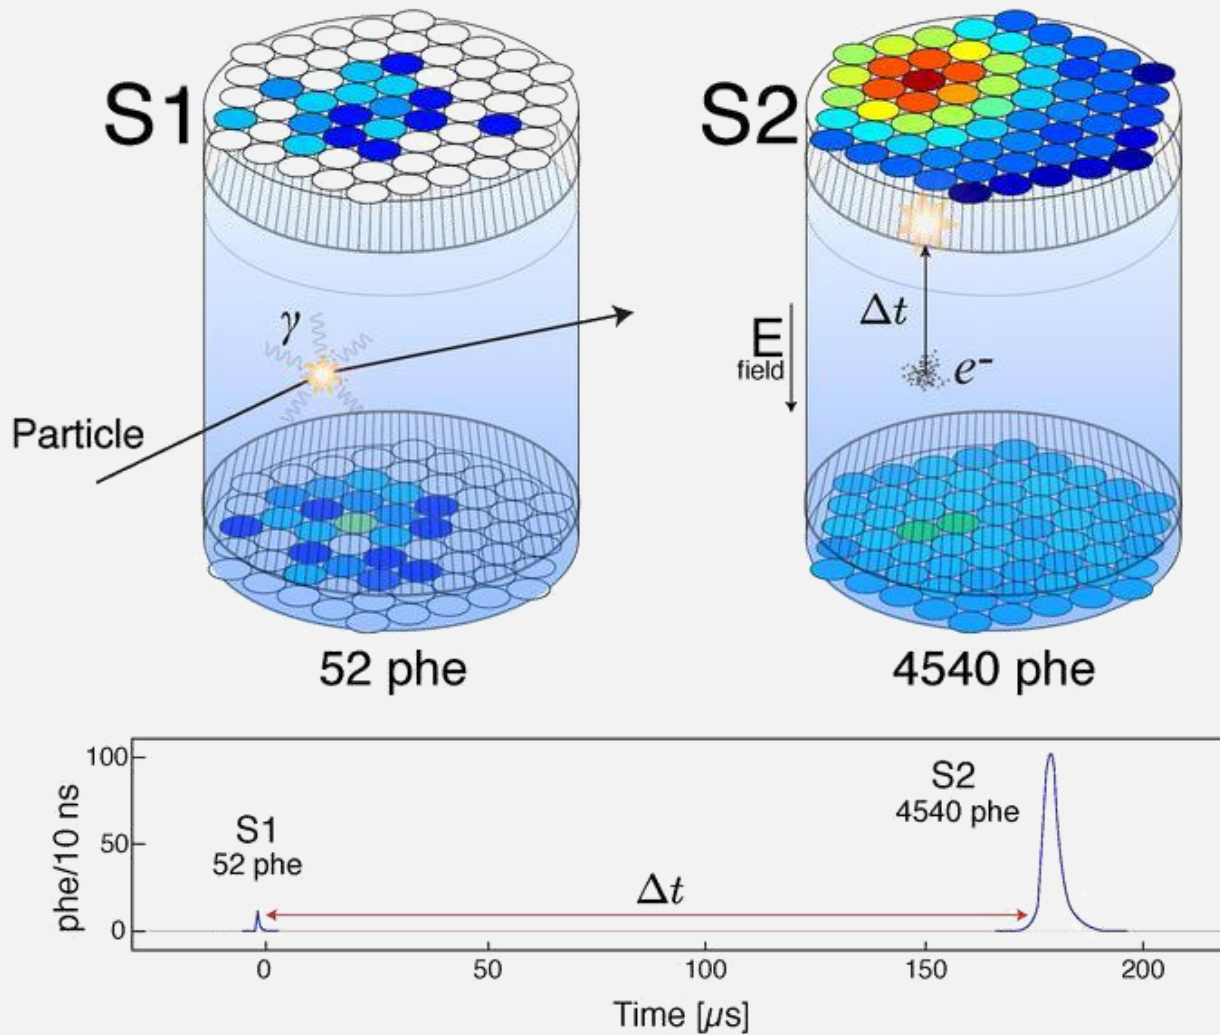 S1
S2
γ
Δt
E
field
e-
Particle
52 phe
4540 phe
100
50
0
phe/10 ns
S1
52 phe
Δt
S2
4540 phe
0
50
100
150
200
Time [µs]